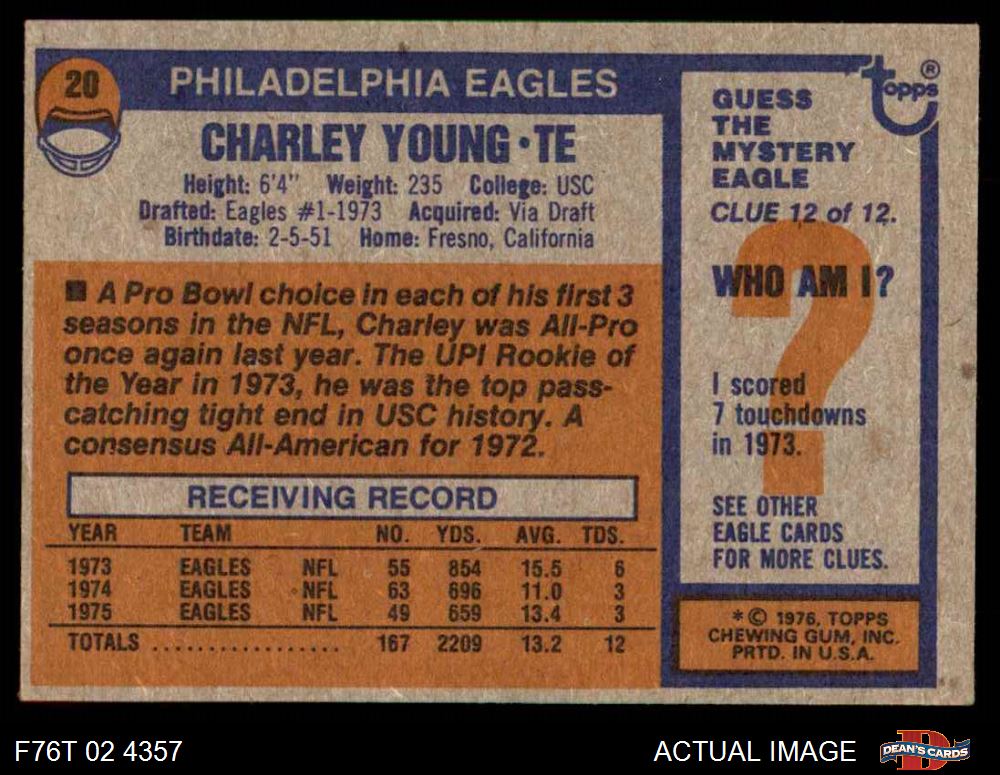 20
PHILADELPHIA EAGLES
CHARLEY YOUNG • TE
Height: 6'4" Weight: 235 College: USC
Drafted: Eagles #1-1973 Acquired: Via Draft
Birthdate: 2-5-51 Home: Fresno, California
■ A Pro Bowl choice in each of his first 3
seasons in the NFL, Charley was All-Pro
once again last year. The UPI Rookie of
the Year in 1973, he was the top pass-
catching tight end in USC history. A
consensus All-American for 1972.
RECEIVING RECORD
YEAR TEAM NO. YDS. AVG. TDS.
1973 EAGLES NFL 55 854 15.5 6
1974 EAGLES NFL 63 696 11.0 3
1975 EAGLES NFL 49 659 13.4 3
TOTALS ................. 167 2209 13.2 12
topps®
GUESS
THE
MYSTERY
EAGLE
CLUE 12 of 12.
?
WHO AM I?
I scored
7 touchdowns
in 1973.
SEE OTHER
EAGLE CARDS
FOR MORE CLUES.
* © 1976, TOPPS
CHEWING GUM, INC.
PRTD. IN U.S.A.
F76T 02 4357
ACTUAL IMAGE
DEAN'S CARDS